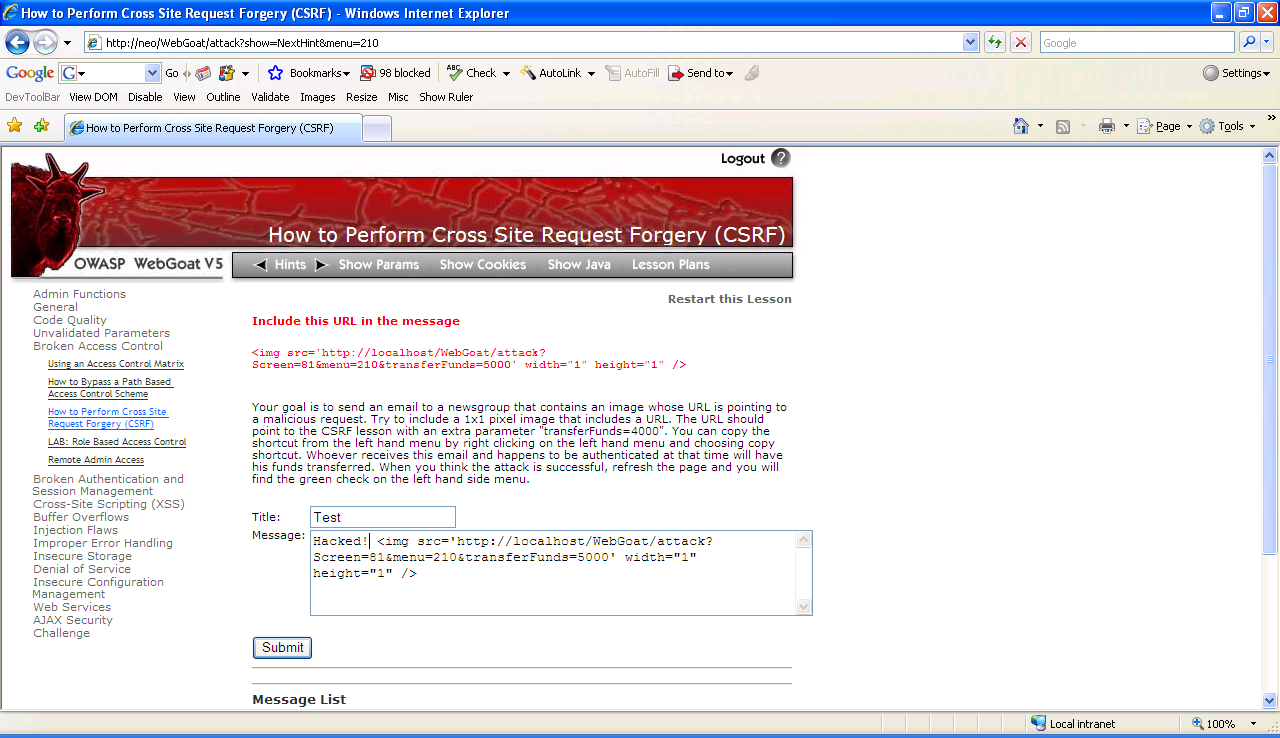 How to Perform Cross Site Request Forgery (CSRF) - Windows Internet Explorer
http://neo/WebGoat/attack?show=NextHint&menu=210
Google
Google G Go Bookmarks 98 blocked ABC Check AutoLink AutoFill Send to Settings
DevToolBar View DOM Disable View Outline Validate Images Resize Misc Show Ruler
How to Perform Cross Site Request Forgery (CSRF)
Page Tools »
Logout ?
How to Perform Cross Site Request Forgery (CSRF)
OWASP WebGoat V5
Hints Show Params Show Cookies Show Java Lesson Plans
Admin Functions
General
Code Quality
Unvalidated Parameters
Broken Access Control
Using an Access Control Matrix
How to Bypass a Path Based
Access Control Scheme
How to Perform Cross Site
Request Forgery (CSRF)
LAB: Role Based Access Control
Remote Admin Access
Broken Authentication and
Session Management
Cross-Site Scripting (XSS)
Buffer Overflows
Injection Flaws
Improper Error Handling
Insecure Storage
Denial of Service
Insecure Configuration
Management
Web Services
AJAX Security
Challenge
Restart this Lesson
Include this URL in the message
<img src='http://localhost/WebGoat/attack?
Screen=81&menu=210&transferFunds=5000' width="1" height="1" />
Your goal is to send an email to a newsgroup that contains an image whose URL is pointing to
a malicious request. Try to include a 1x1 pixel image that includes a URL. The URL should
point to the CSRF lesson with an extra parameter "transferFunds=4000". You can copy the
shortcut from the left hand menu by right clicking on the left hand menu and choosing copy
shortcut. Whoever receives this email and happens to be authenticated at that time will have
his funds transferred. When you think the attack is successful, refresh the page and you will
find the green check on the left hand side menu.
Title: Test
Message: Hacked! <img src='http://localhost/WebGoat/attack?
Screen=81&menu=210&transferFunds=5000' width="1"
height="1" />
Submit
Message List
Local intranet 100%